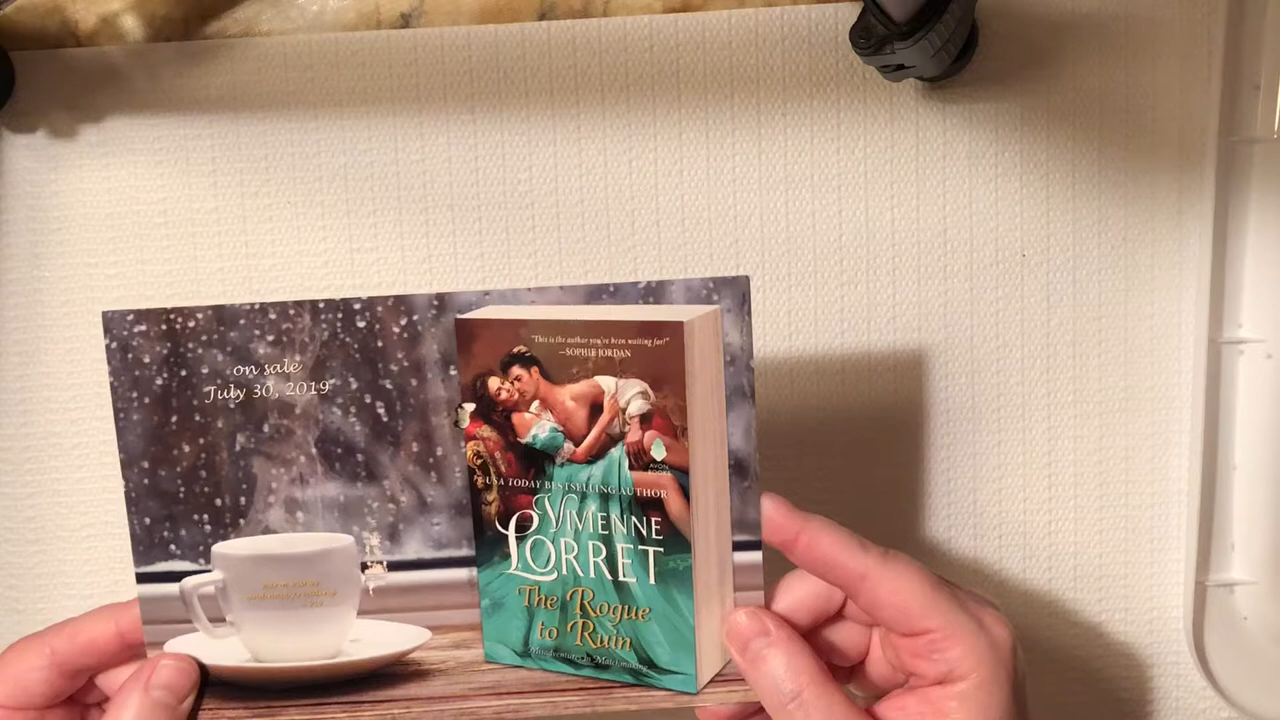 on sale
July 30, 2019
"This is the author you've been waiting for!"
—SOPHIE JORDAN
AVON
BOOKS
USA TODAY BESTSELLING AUTHOR
VIVIENNE
LORRET
The Rogue
to Ruin
Misadventures in Matchmaking